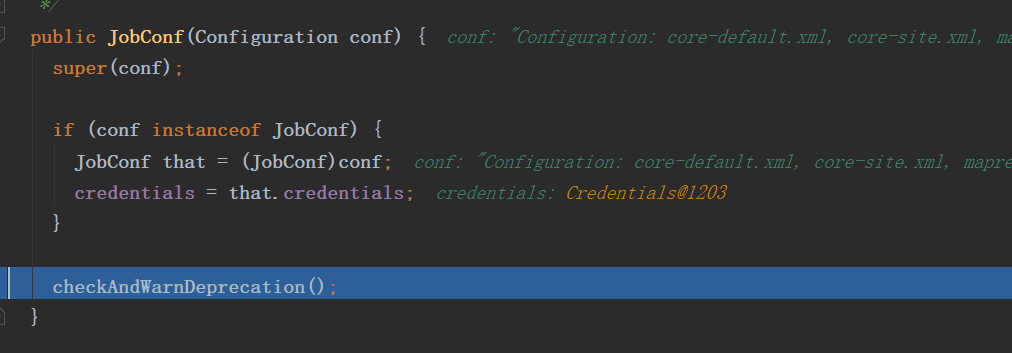 */
public JobConf(Configuration conf) {  conf: "Configuration: core-default.xml, core-site.xml, ma
super(conf);
if (conf instanceof JobConf) {
JobConf that = (JobConf)conf;  conf: "Configuration: core-default.xml, core-site.xml, mapre
credentials = that.credentials;  credentials: Credentials@1203
}
checkAndWarnDeprecation();
}